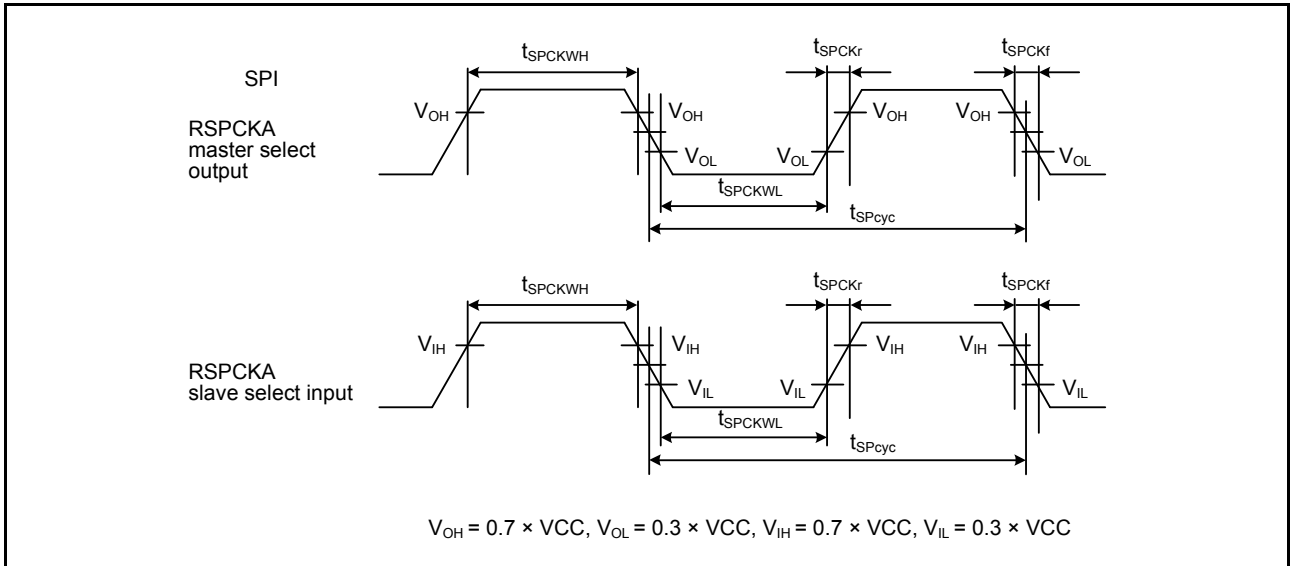 tSPCKWH
tSPCKr
tSPCKf
SPI
RSPCKA
master select
output
VOH
VOH
VOL
VOL
VOH
VOH
VOL
tSPCKWL
tSPcyc
tSPCKWH
tSPCKr
tSPCKf
RSPCKA
slave select input
VIH
VIH
VIL
VIL
VIH
VIH
VIL
tSPCKWL
tSPcyc
VOH = 0.7 × VCC, VOL = 0.3 × VCC, VIH = 0.7 × VCC, VIL = 0.3 × VCC